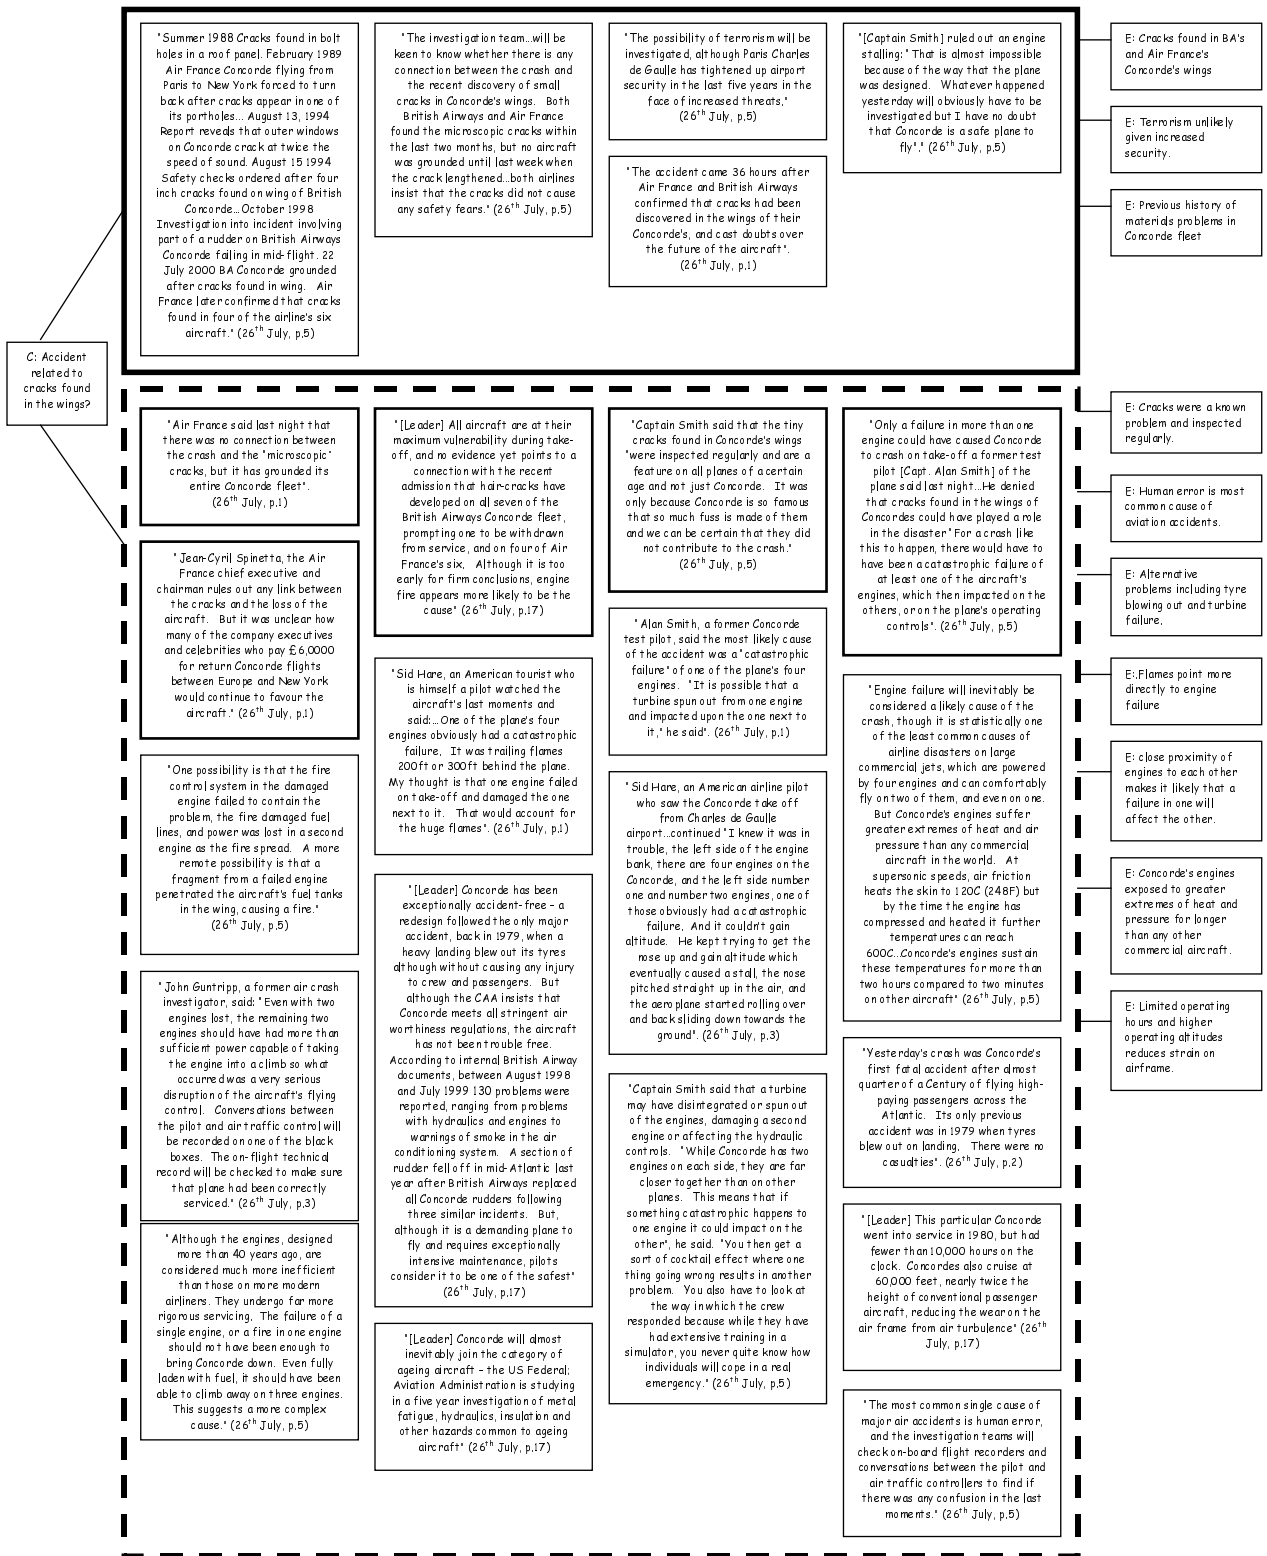 "Summer 1988 Cracks found in bolt
holes in a roof panel. February 1989
Air France Concorde flying from
Paris to New York forced to turn
back after cracks appear in one of
its portholes... August 13, 1994
Report reveals that outer windows
on Concorde crack at twice the
speed of sound. August 15 1994
Safety checks ordered after four
inch cracks found on wing of British
Concorde...October 1998
Investigation into incident involving
part of a rudder on British Airways
Concorde failing in mid-flight. 22
July 2000 BA Concorde grounded
after cracks found in wing. Air
France later confirmed that cracks
found in four of the airline's six
aircraft." (26th July, p.5)
"The investigation team...will be
keen to know whether there is any
connection between the crash and
the recent discovery of small
cracks in Concorde's wings. Both
British Airways and Air France
found the microscopic cracks within
the last two months, but no aircraft
was grounded until last week when
the crack lengthened...both airlines
insist that the cracks did not cause
any safety fears." (26th July, p.5)
"The possibility of terrorism will be
investigated, although Paris Charles
de Gaulle has tightened up airport
security in the last five years in the
face of increased threats."
(26th July, p.5)
"The accident came 36 hours after
Air France and British Airways
confirmed that cracks had been
discovered in the wings of their
Concorde's, and cast doubts over
the future of the aircraft".
(26th July, p.1)
"[Captain Smith] ruled out an engine
stalling: "That is almost impossible
because of the way that the plane
was designed. Whatever happened
yesterday will obviously have to be
investigated but I have no doubt
that Concorde is a safe plane to
fly"." (26th July, p.5)
E: Cracks found in BA's
and Air France's
Concorde's wings
E: Terrorism unlikely
given increased
security.
E: Previous history of
materials problems in
Concorde fleet
C: Accident
related to
cracks found
in the wings?
"Air France said last night that
there was no connection between
the crash and the "microscopic"
cracks, but it has grounded its
entire Concorde fleet".
(26th July, p.1)
"Jean-Cyril Spinetta, the Air
France chief executive and
chairman rules out any link between
the cracks and the loss of the
aircraft. But it was unclear how
many of the company executives
and celebrities who pay £6,0000
for return Concorde flights
between Europe and New York
would continue to favour the
aircraft." (26th July, p.1)
"One possibility is that the fire
control system in the damaged
engine failed to contain the
problem, the fire damaged fuel
lines, and power was lost in a second
engine as the fire spread. A more
remote possibility is that a
fragment from a failed engine
penetrated the aircraft's fuel tanks
in the wing, causing a fire."
(26th July, p.5)
"John Guntripp, a former air crash
investigator, said: "Even with two
engines lost, the remaining two
engines should have had more than
sufficient power capable of taking
the engine into a climb so what
occurred was a very serious
disruption of the aircraft's flying
control. Conversations between
the pilot and air traffic control will
be recorded on one of the black
boxes. The on-flight technical
record will be checked to make sure
that plane had been correctly
serviced." (26th July, p.3)
"Although the engines, designed
more than 40 years ago, are
considered much more inefficient
than those on more modern
airliners. They undergo far more
rigorous servicing. The failure of a
single engine, or a fire in one engine
should not have been enough to
bring Concorde down. Even fully
laden with fuel, it should have been
able to climb away on three engines.
This suggests a more complex
cause." (26th July, p.5)
"[Leader] All aircraft are at their
maximum vulnerability during take-
off, and no evidence yet points to a
connection with the recent
admission that hair-cracks have
developed on all seven of the
British Airways Concorde fleet,
prompting one to be withdrawn
from service, and on four of Air
France's six. Although it is too
early for firm conclusions, engine
fire appears more likely to be the
cause" (26th July, p.17)
"Sid Hare, an American tourist who
is himself a pilot watched the
aircraft's last moments and
said:...One of the plane's four
engines obviously had a catastrophic
failure. It was trailing flames
200ft or 300ft behind the plane.
My thought is that one engine failed
on take-off and damaged the one
next to it. That would account for
the huge flames". (26th July, p.1)
"[Leader] Concorde has been
exceptionally accident-free – a
redesign followed the only major
accident, back in 1979, when a
heavy landing blew out its tyres
although without causing any injury
to crew and passengers. But
although the CAA insists that
Concorde meets all stringent air
worthiness regulations, the aircraft
has not been trouble free.
According to internal British Airway
documents, between August 1998
and July 1999 130 problems were
reported, ranging from problems
with hydraulics and engines to
warnings of smoke in the air
conditioning system. A section of
rudder fell off in mid-Atlantic last
year after British Airways replaced
all Concorde rudders following
three similar incidents. But,
although it is a demanding plane to
fly and requires exceptionally
intensive maintenance, pilots
consider it to be one of the safest"
(26th July, p.17)
"[Leader] Concorde will almost
inevitably join the category of
ageing aircraft – the US Federal;
Aviation Administration is studying
in a five year investigation of metal
fatigue, hydraulics, insulation and
other hazards common to ageing
aircraft" (26th July, p.17)
"Captain Smith said that the tiny
cracks found in Concorde's wings
"were inspected regularly and are a
feature on all planes of a certain
age and not just Concorde. It was
only because Concorde is so famous
that so much fuss is made of them
and we can be certain that they did
not contribute to the crash."
(26th July, p.5)
"Alan Smith, a former Concorde
test pilot, said the most likely cause
of the accident was a "catastrophic
failure" of one of the plane's four
engines. "It is possible that a
turbine spun out from one engine
and impacted upon the one next to
it," he said". (26th July, p.1)
"Sid Hare, an American airline pilot
who saw the Concorde take off
from Charles de Gaulle
airport...continued "I knew it was in
trouble, the left side of the engine
bank, there are four engines on the
Concorde, and the left side number
one and number two engines, one of
those obviously had a catastrophic
failure. And it couldn't gain
altitude. He kept trying to get the
nose up and gain altitude which
eventually caused a stall, the nose
pitched straight up in the air, and
the aeroplane started rolling over
and back sliding down towards the
ground". (26th July, p.3)
"Captain Smith said that a turbine
may have disintegrated or spun out
of the engines, damaging a second
engine or affecting the hydraulic
controls. "While Concorde has two
engines on each side, they are far
closer together than on other
planes. This means that if
something catastrophic happens to
one engine it could impact on the
other", he said. "You then get a
sort of cocktail effect where one
thing going wrong results in another
problem. You also have to look at
the way in which the crew
responded because while they have
had extensive training in a
simulator, you never quite know how
individuals will cope in a real
emergency." (26th July, p.5)
"Only a failure in more than one
engine could have caused Concorde
to crash on take-off a former test
pilot [Capt. Alan Smith] of the
plane said last night...He denied
that cracks found in the wings of
Concordes could have played a role
in the disaster" For a crash like
this to happen, there would have to
have been a catastrophic failure of
at least one of the aircraft's
engines, which then impacted on the
others, or on the plane's operating
controls". (26th July, p.5)
"Engine failure will inevitably be
considered a likely cause of the
crash, though it is statistically one
of the least common causes of
airline disasters on large
commercial jets, which are powered
by four engines and can comfortably
fly on two of them, and even on one.
But Concorde's engines suffer
greater extremes of heat and air
pressure than any commercial
aircraft in the world. At
supersonic speeds, air friction
heats the skin to 120C (248F) but
by the time the engine has
compressed and heated it further
temperatures can reach
600C...Concorde's engines sustain
these temperatures for more than
two hours compared to two minutes
on other aircraft" (26th July, p.5)
"Yesterday's crash was Concorde's
first fatal accident after almost
quarter of a Century of flying high-
paying passengers across the
Atlantic. Its only previous
accident was in 1979 when tyres
blew out on landing. There were no
casualties". (26th July, p.2)
"[Leader] This particular Concorde
went into service in 1980, but had
fewer than 10,000 hours on the
clock. Concordes also cruise at
60,000 feet, nearly twice the
height of conventional passenger
aircraft, reducing the wear on the
air frame from air turbulence" (26th
July, p.17)
"The most common single cause of
major air accidents is human error,
and the investigation teams will
check on-board flight recorders and
conversations between the pilot and
air traffic controllers to find if
there was any confusion in the last
moments." (26th July, p.5)
E: Cracks were a known
problem and inspected
regularly.
E: Human error is most
common cause of
aviation accidents.
E: Alternative
problems including tyre
blowing out and turbine
failure.
E:.Flames point more
directly to engine
failure
E: close proximity of
engines to each other
makes it likely that a
failure in one will
affect the other.
E: Concorde's engines
exposed to greater
extremes of heat and
pressure for longer
than any other
commercial aircraft.
E: Limited operating
hours and higher
operating altitudes
reduces strain on
airframe.